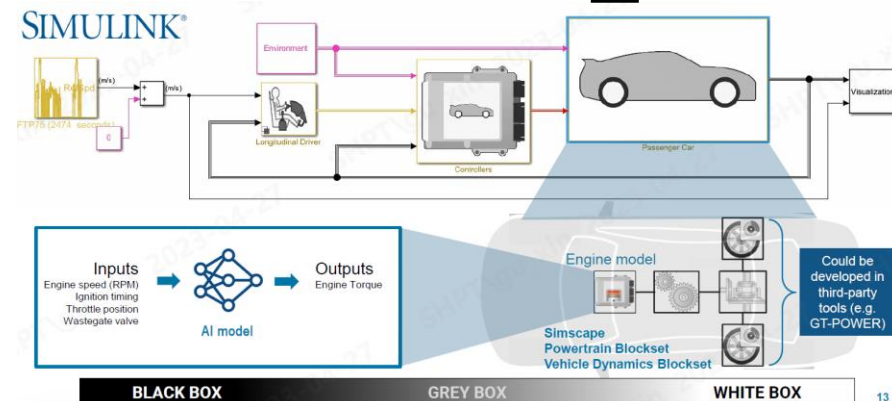 SIMULINK®
Environment
(m/s)
(m/s)
FTP75 (2474 seconds)
0
Longitudinal Driver
Controllers
Passenger Car
Visualization
Inputs
Engine speed (RPM)
Ignition timing
Throttle position
Wastegate valve
AI model
Outputs
Engine Torque
Engine model
Simscape
Powertrain Blockset
Vehicle Dynamics Blockset
Could be
developed in
third-party
tools (e.g.
GT-POWER)
BLACK BOX
GREY BOX
WHITE BOX
13